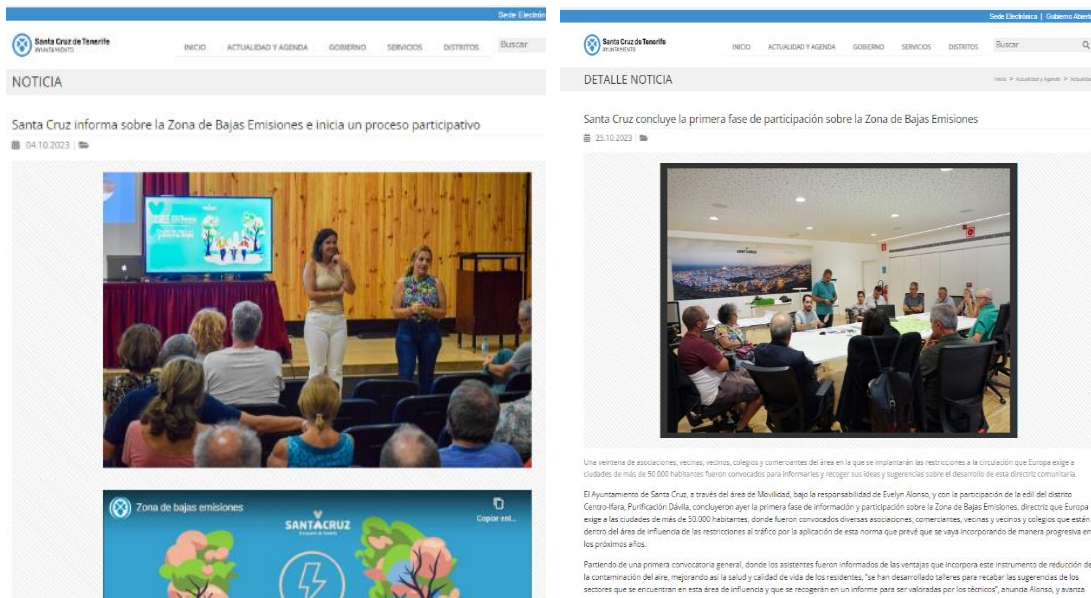 Sede Electrón
Santa Cruz de Tenerife
AYUNTAMIENTO
INICIO
ACTUALIDAD Y AGENDA
GOBIERNO
SERVICIOS
DISTRITOS
Buscar
NOTICIA
Santa Cruz informa sobre la Zona de Bajas Emisiones e inicia un proceso participativo
04.10.2023 |
Zona de bajas emisiones
SANTACRUZ
Copiar enl...
Sede Electrónica | Gobierno Abierto
Santa Cruz de Tenerife
AYUNTAMIENTO
INICIO
ACTUALIDAD Y AGENDA
GOBIERNO
SERVICIOS
DISTRITOS
Buscar
DETALLE NOTICIA
Inicio > Actualidad y Agenda > Actualidad
Santa Cruz concluye la primera fase de participación sobre la Zona de Bajas Emisiones
25.10.2023 |
SANTACRUZ
Una veintena de asociaciones, vecinas, vecinos, colegios y comerciantes del área en la que se implantarán las restricciones a la circulación que Europa exige a
ciudades de más de 50.000 habitantes fueron convocados para informarles y recoger sus ideas y sugerencias sobre el desarrollo de esta directriz comunitaria.
El Ayuntamiento de Santa Cruz, a través del área de Movilidad, bajo la responsabilidad de Evelyn Alonso, y con la participación de la edil del distrito
Centro-Ifara, Purificación Dávila, concluyeron ayer la primera fase de información y participación sobre la Zona de Bajas Emisiones, directriz que Europa
exige a las ciudades de más de 50.000 habitantes, donde fueron convocados diversas asociaciones, comerciantes, vecinas y vecinos y colegios que están
dentro del área de influencia de las restricciones al tráfico por la aplicación de esta norma que prevé que se vaya incorporando de manera progresiva en
los próximos años.
Partiendo de una primera convocatoria general, donde los asistentes fueron informados de las ventajas que incorpora este instrumento de reducción de
la contaminación del aire, mejorando así la salud y calidad de vida de los residentes, "se han desarrollado talleres para recabar las sugerencias de los
sectores que se encuentran en esta área de influencia y que se recogerán en un informe para ser valoradas por los técnicos", anuncia Alonso, y avanza